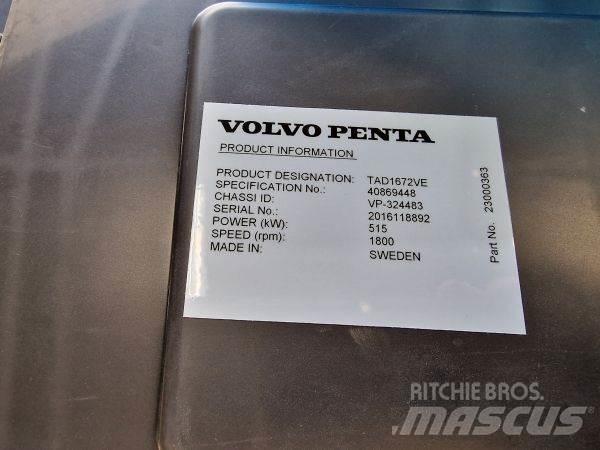 VOLVO PENTA
PRODUCT INFORMATION
PRODUCT DESIGNATION: TAD1672VE
SPECIFICATION No.: 40869448
CHASSI ID: VP-324483
SERIAL No.: 2016118892
POWER (kW): 515
SPEED (rpm): 1800
MADE IN: SWEDEN
Part No. 23000363
RITCHIE BROS.
MASCUS